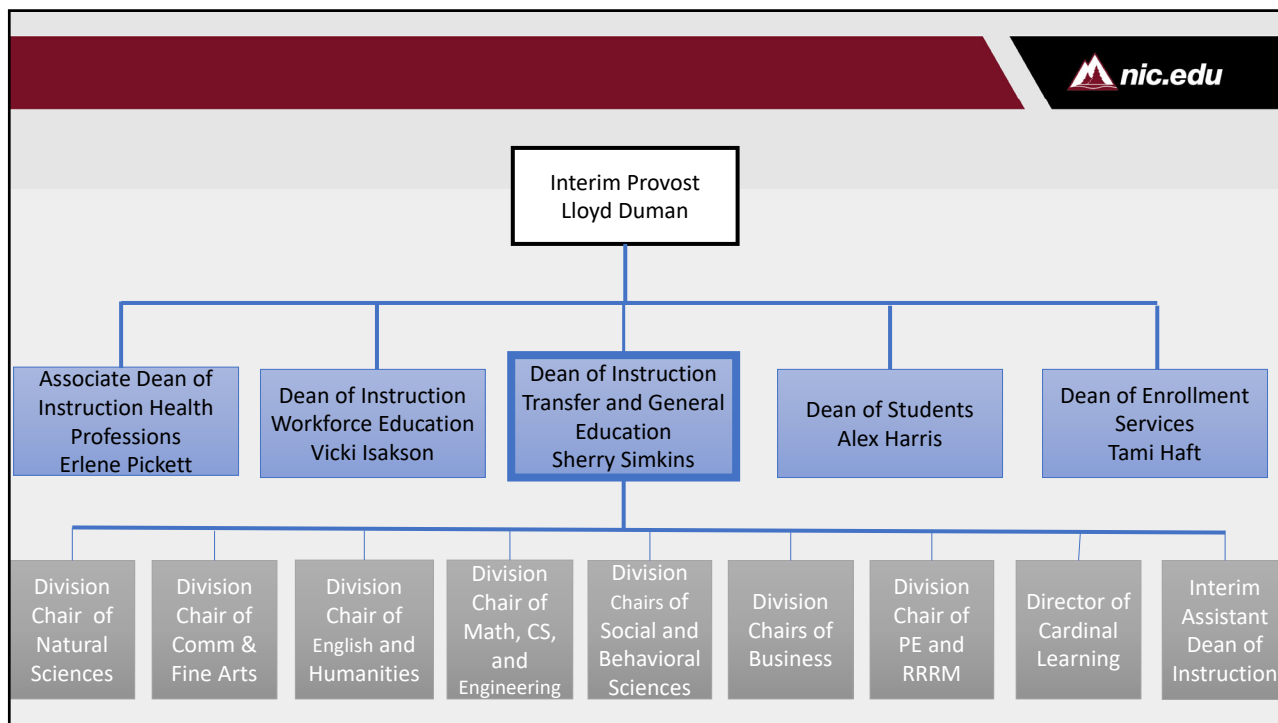 nic.edu
Interim Provost
Lloyd Duman
Associate Dean of
Instruction Health
Professions
Erlene Pickett
Dean of Instruction
Workforce Education
Vicki Isakson
Dean of Instruction
Transfer and General
Education
Sherry Simkins
Dean of Students
Alex Harris
Dean of Enrollment
Services
Tami Haft
Division
Chair of
Natural
Sciences
Division
Chair of
Comm &
Fine Arts
Division
Chair of
English and
Humanities
Division
Chair of
Math, CS,
and
Engineering
Division
Chairs of
Social and
Behavioral
Sciences
Division
Chairs of
Business
Division
Chair of
PE and
RRRM
Director of
Cardinal
Learning
Interim
Assistant
Dean of
Instruction